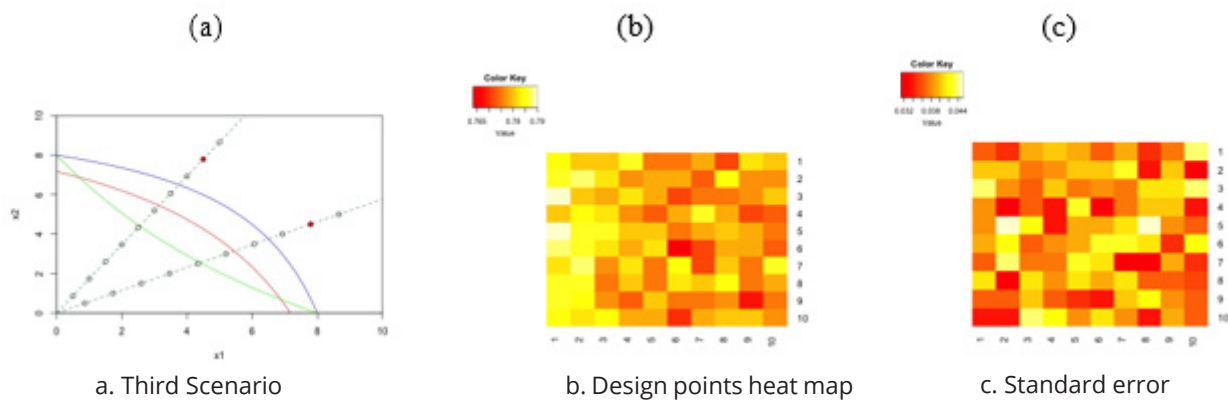 (a)
(b)
(c)
Color Key
0.765 0.78 0.79
Value
Color Key
0.032 0.038 0.044
Value
10
8
6
4
2
0
x2
0 2 4 6 8 10
x1
1
2
3
4
5
6
7
8
9
10
1 2 3 4 5 6 7 8 9 10
1
2
3
4
5
6
7
8
9
10
1 2 3 4 5 6 7 8 9 10
a. Third Scenario
b. Design points heat map
c. Standard error